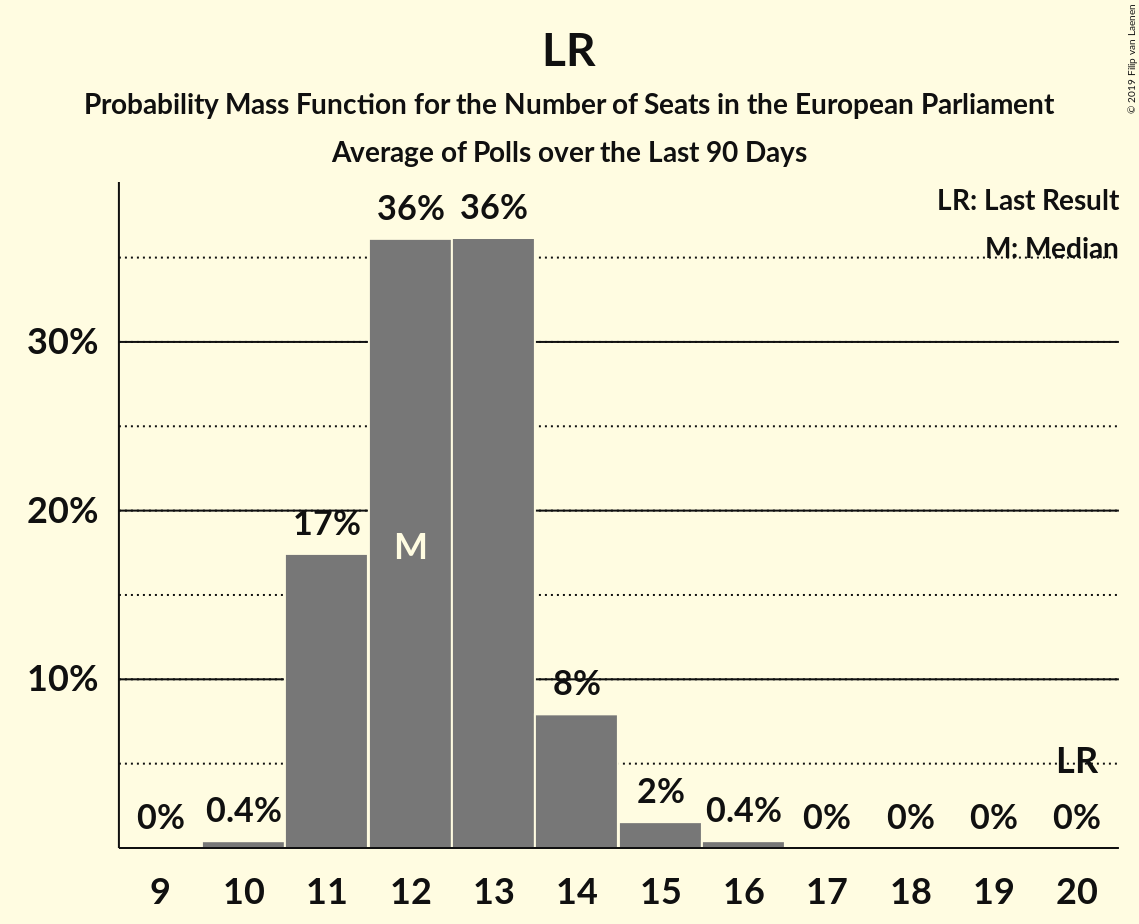 LR
Probability Mass Function for the Number of Seats in the European Parliament
Average of Polls over the Last 90 Days
© 2019 Filip van Laenen
LR: Last Result
M: Median
36% 36%
30%
20%
17%
M
10%
8%
LR
2%
0% 0.4% 0.4% 0% 0% 0% 0%
9 10 11 12 13 14 15 16 17 18 19 20